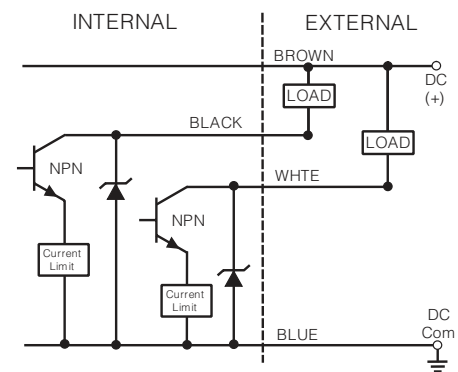 INTERNAL
EXTERNAL
BROWN
DC
(+)
LOAD
BLACK
LOAD
NPN
WHTE
NPN
Current
Limit
Current
Limit
DC
Com
BLUE